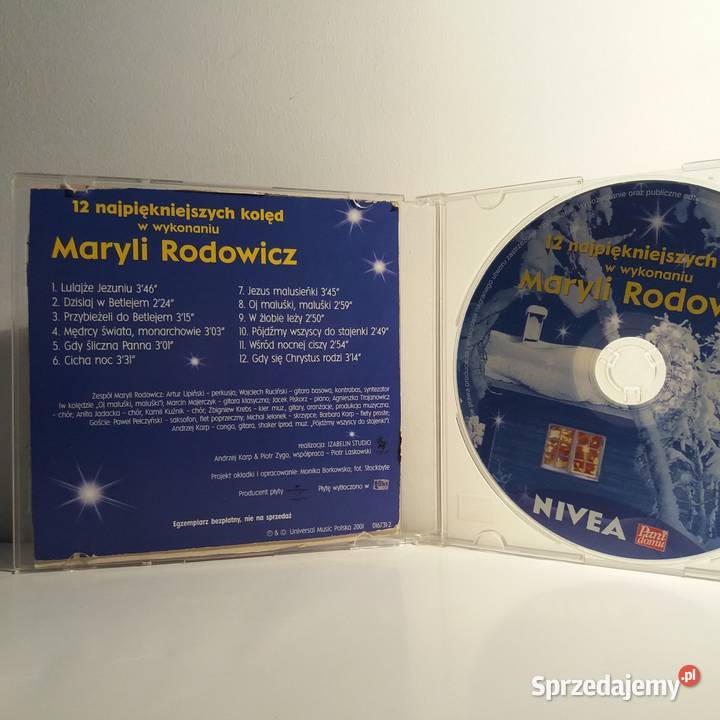 12 najpiękniejszych kolęd
w wykonaniu
Maryli Rodowicz
1. Lulajże Jezuniu 3'46"
2. Dzisiaj w Betlejem 2'24"
3. Przybieżeli do Betlejem 3'15"
4. Mędrcy świata, monarchowie 3'03"
5. Gdy śliczna Panna 3'01"
6. Cicha noc 3'31"
7. Jezus malusieńki 3'45"
8. Oj maluśki, maluśki 2'59"
9. W żłobie leży 2'50"
10. Pójdźmy wszyscy do stajenki 2'49"
11. Wśród nocnej ciszy 2'54"
12. Gdy się Chrystus rodzi 3'14"
Zespół Maryli Rodowicz: Artur Lipiński - perkusja; Wojciech Ruciński - gitara basowa, kontrabas, syntezator
(w kolędzie „Oj maluśki, maluśki"; Marcin Majerczyk - gitara klasyczna; Jacek Piskorz - piano; Agnieszka Trajanowicz
- chór; Anita Jadacka - chór; Kamil Kuźnik - chór; Zbigniew Krebs - kier. muz., gitary, aranżacje, produkcja muzyczna.
Goście: Paweł Pełczyński - saksofon, flet poprzeczny; Michał Jelonek - skrzypce; Barbara Karp - flety proste;
Andrzej Karp - conga, gitara, shaker (prod. muz. „Pójdźmy wszyscy do stajenki").
realizacja: IZABELIN STUDIO
Andrzej Karp & Piotr Zygo, współpraca - Piotr Laskowski
Projekt okładki i opracowanie: Monika Borkowska; fot. Stockbyte
Producent płyty
Płytę wytłoczono w
Egzemplarz bezpłatny, nie na sprzedaż
℗ & © Universal Music Polska 2001 016731-2
12 najpiękniejszych
w wykonaniu
Maryli Rodow
NIVEA
Pani
domu
Sprzedajemy.pl